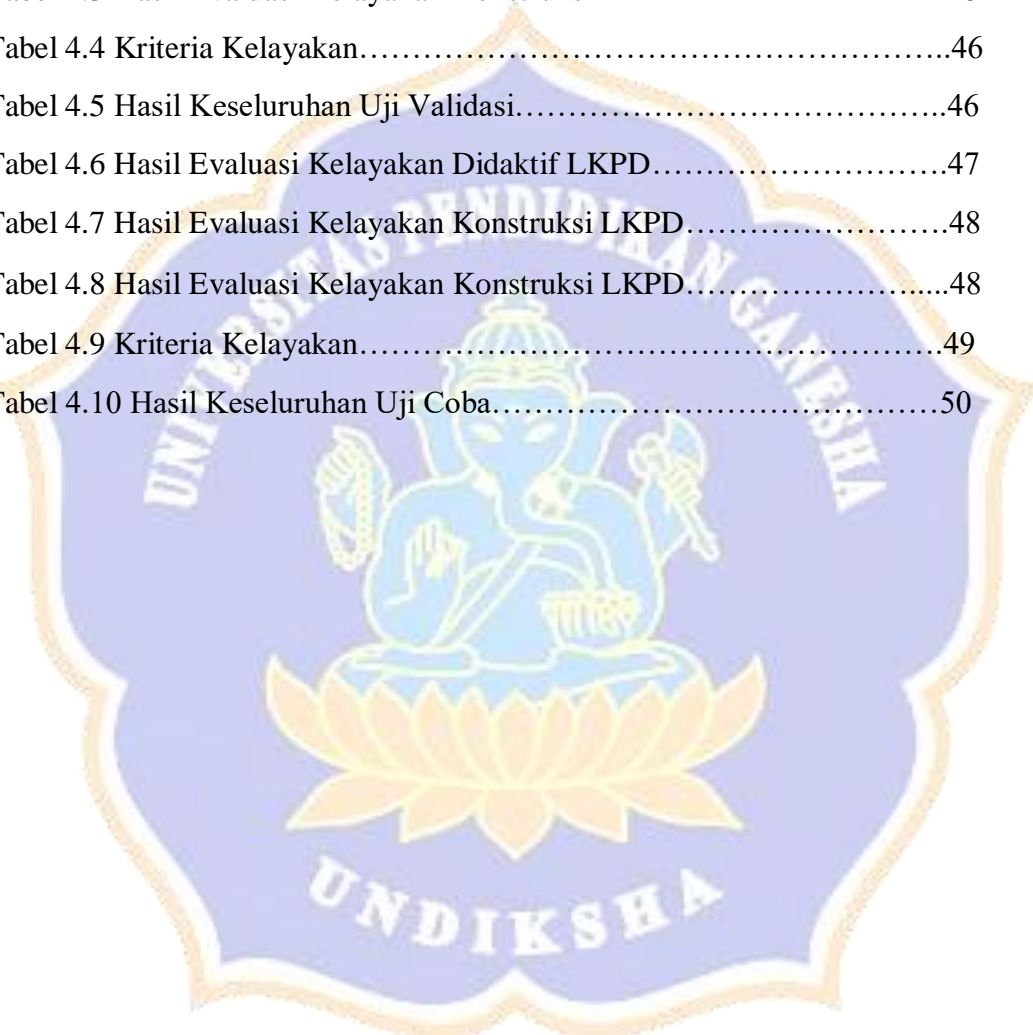 Tabel 4.4 Kriteria Kelayakan……………………………………………..46
Tabel 4.5 Hasil Keseluruhan Uji Validasi…………………………………..46
Tabel 4.6 Hasil Evaluasi Kelayakan Didaktif LKPD……………………….47
Tabel 4.7 Hasil Evaluasi Kelayakan Konstruksi LKPD…………………….48
Tabel 4.8 Hasil Evaluasi Kelayakan Konstruksi LKPD…………………....48
Tabel 4.9 Kriteria Kelayakan……………………………………………….49
Tabel 4.10 Hasil Keseluruhan Uji Coba……………………………………50
UNIVERSITAS PENDIDIKAN GANESHA
UNDIKSHA